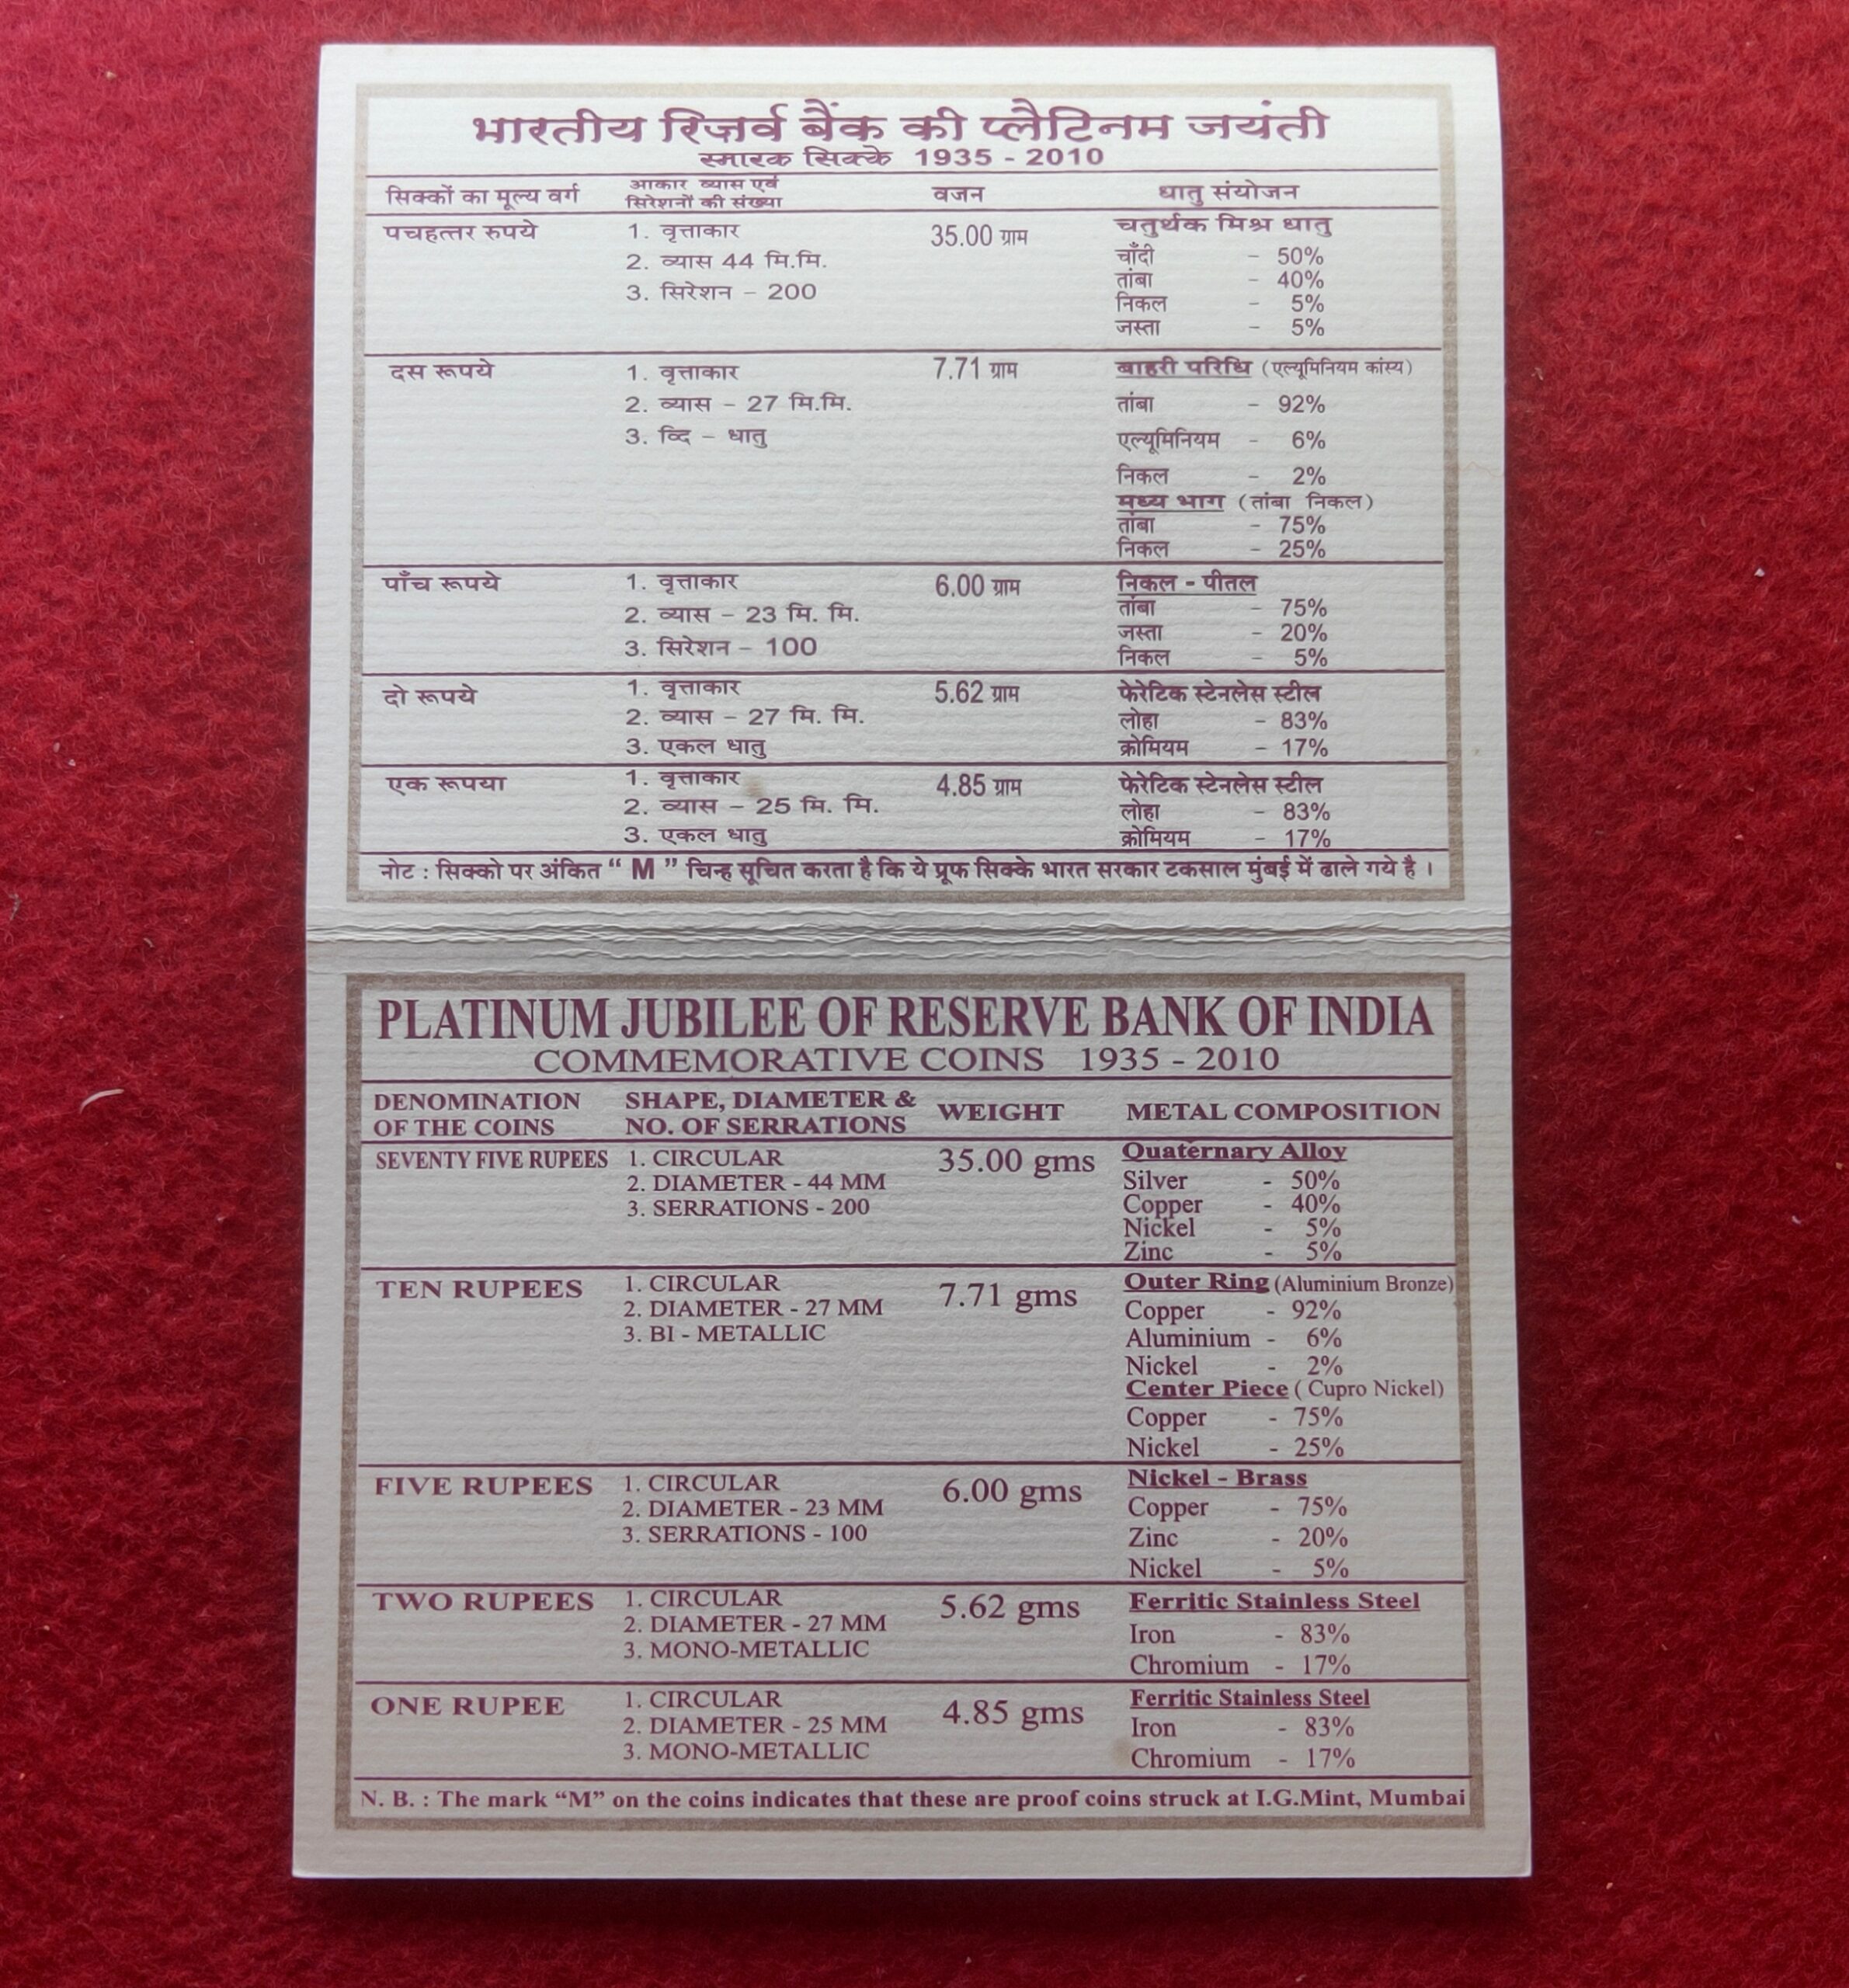 भारतीय रिजर्व बैंक की प्लैटिनम जयंती
स्मारक सिक्के 1935 - 2010
सिक्कों का मूल्य वर्ग आकार व्यास एवं सिरेशनों की संख्या वजन धातु संयोजन
पचहत्तर रुपये 1. वृत्ताकार 35.00 ग्राम चतुर्थक मिश्र धातु
2. व्यास 44 मि.मि. चाँदी - 50%
तांबा - 40%
3. सिरेशन - 200 निकल - 5%
जस्ता - 5%
दस रूपये 1. वृत्ताकार 7.71 ग्राम बाहरी परिधि (एल्यूमिनियम कांस्य)
2. व्यास - 27 मि.मि. तांबा - 92%
3. व्दि - धातु एल्यूमिनियम - 6%
निकल - 2%
मध्य भाग (तांबा निकल)
तांबा - 75%
निकल - 25%
पाँच रूपये 1. वृत्ताकार 6.00 ग्राम निकल - पीतल
2. व्यास - 23 मि. मि. तांबा - 75%
जस्ता - 20%
3. सिरेशन - 100 निकल - 5%
दो रूपये 1. वृत्ताकार 5.62 ग्राम फेरेटिक स्टेनलेस स्टील
2. व्यास - 27 मि. मि. लोहा - 83%
3. एकल धातु क्रोमियम - 17%
एक रूपया 1. वृत्ताकार 4.85 ग्राम फेरेटिक स्टेनलेस स्टील
2. व्यास - 25 मि. मि. लोहा - 83%
3. एकल धातु क्रोमियम - 17%
नोट : सिक्को पर अंकित “ M ” चिन्ह सूचित करता है कि ये प्रूफ सिक्के भारत सरकार टकसाल मुंबई में ढाले गये है ।
PLATINUM JUBILEE OF RESERVE BANK OF INDIA
COMMEMORATIVE COINS 1935 - 2010
DENOMINATION OF THE COINS SHAPE, DIAMETER & NO. OF SERRATIONS WEIGHT METAL COMPOSITION
SEVENTY FIVE RUPEES 1. CIRCULAR 35.00 gms Quaternary Alloy
2. DIAMETER - 44 MM Silver - 50%
3. SERRATIONS - 200 Copper - 40%
Nickel - 5%
Zinc - 5%
TEN RUPEES 1. CIRCULAR 7.71 gms Outer Ring (Aluminium Bronze)
2. DIAMETER - 27 MM Copper - 92%
3. BI - METALLIC Aluminium - 6%
Nickel - 2%
Center Piece ( Cupro Nickel)
Copper - 75%
Nickel - 25%
FIVE RUPEES 1. CIRCULAR 6.00 gms Nickel - Brass
2. DIAMETER - 23 MM Copper - 75%
3. SERRATIONS - 100 Zinc - 20%
Nickel - 5%
TWO RUPEES 1. CIRCULAR 5.62 gms Ferritic Stainless Steel
2. DIAMETER - 27 MM Iron - 83%
3. MONO-METALLIC Chromium - 17%
ONE RUPEE 1. CIRCULAR 4.85 gms Ferritic Stainless Steel
2. DIAMETER - 25 MM Iron - 83%
3. MONO-METALLIC Chromium - 17%
N. B. : The mark “M” on the coins indicates that these are proof coins struck at I.G.Mint, Mumbai